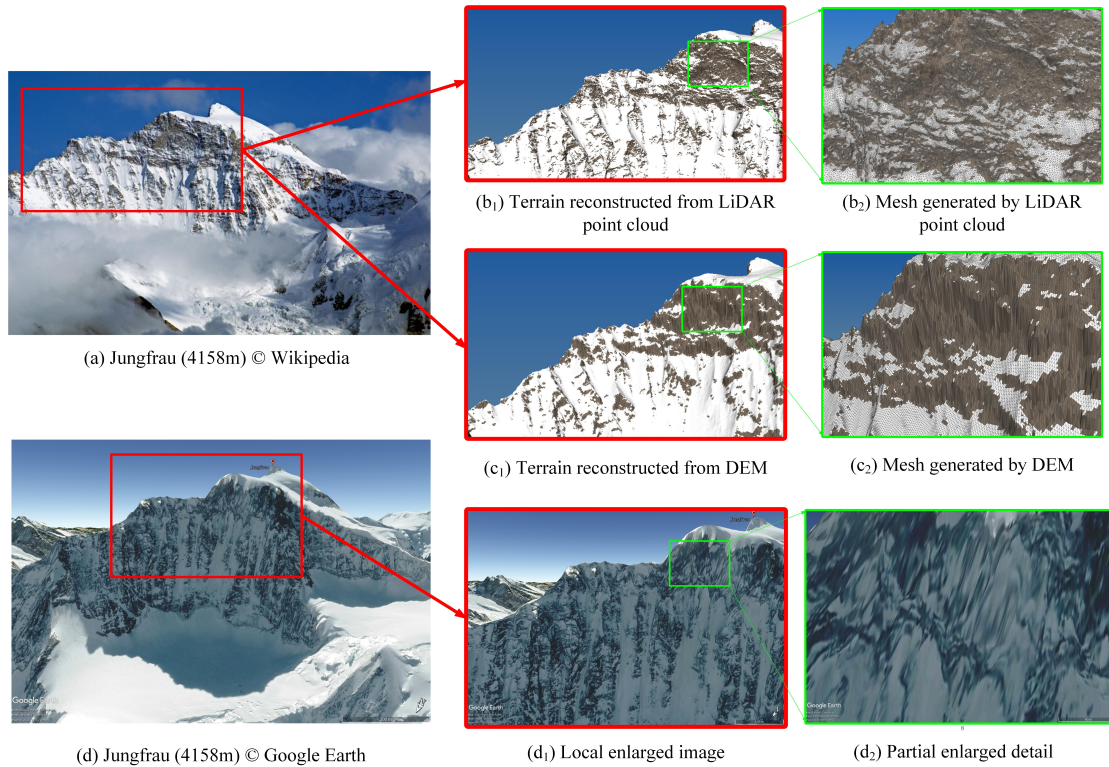 (a) Jungfrau (4158m) © Wikipedia
(b₁) Terrain reconstructed from LiDAR
point cloud
(b₂) Mesh generated by LiDAR
point cloud
(c₁) Terrain reconstructed from DEM
(c₂) Mesh generated by DEM
Jungfrau
Google Earth
(d) Jungfrau (4158m) © Google Earth
Jungfrau
Google Earth
(d₁) Local enlarged image
Google Earth
(d₂) Partial enlarged detail